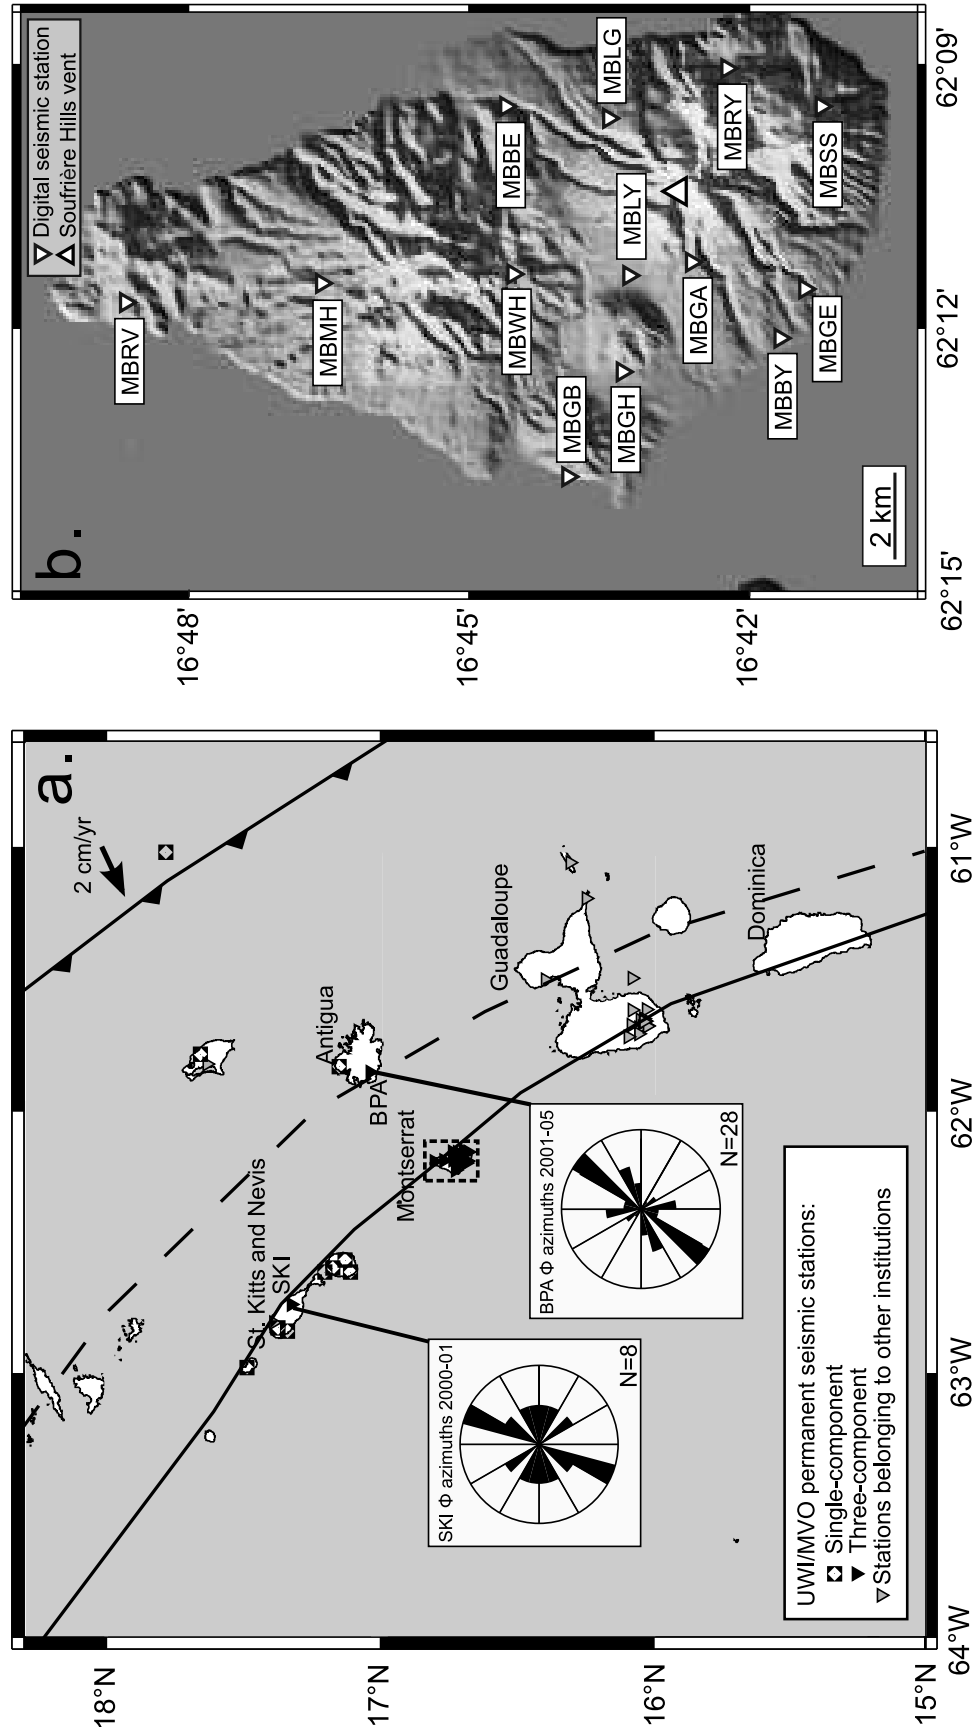 a.
2 cm/yr
18°N
17°N
16°N
15°N
64°W
63°W
62°W
61°W
St. Kitts and Nevis
SKI
Antigua
BPA
Montserrat
Guadaloupe
Dominica
SKI Φ azimuths 2000-01
N=8
BPA Φ azimuths 2001-05
N=28
UWI/MVO permanent seismic stations:
Single-component
Three-component
Stations belonging to other institutions
b.
Digital seismic station
Soufrière Hills vent
16°48'
16°45'
16°42'
62°15'
62°12'
62°09'
MBRV
MBMH
MBWH
MBBE
MBGB
MBGH
MBLY
MBLG
MBGA
MBRY
MBBY
MBGE
MBSS
2 km